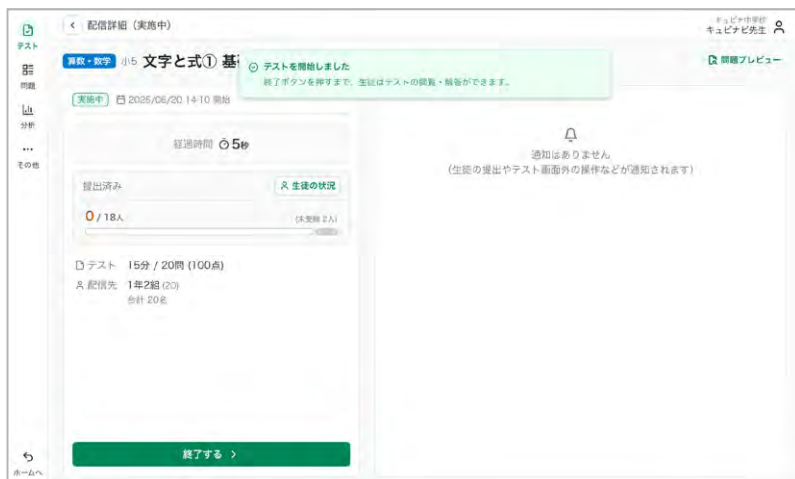 配信詳細（実施中）
キュビナ中学校
キュビナビ先生
テスト
問題
分析
その他
ホームへ
算数・数学 小5 文字と式① 基
問題プレビュー
テストを開始しました
終了ボタンを押すまで、生徒はテストの閲覧・解答ができます。
実施中 2025/06/20 14:10 開始
経過時間 5秒
提出済み
生徒の状況
0 / 18人
(未受験 2人)
テスト 15分 / 20問 (100点)
配信先 1年2組 (20)
合計 20名
終了する
通知はありません
(生徒の提出やテスト画面外の操作などが通知されます)